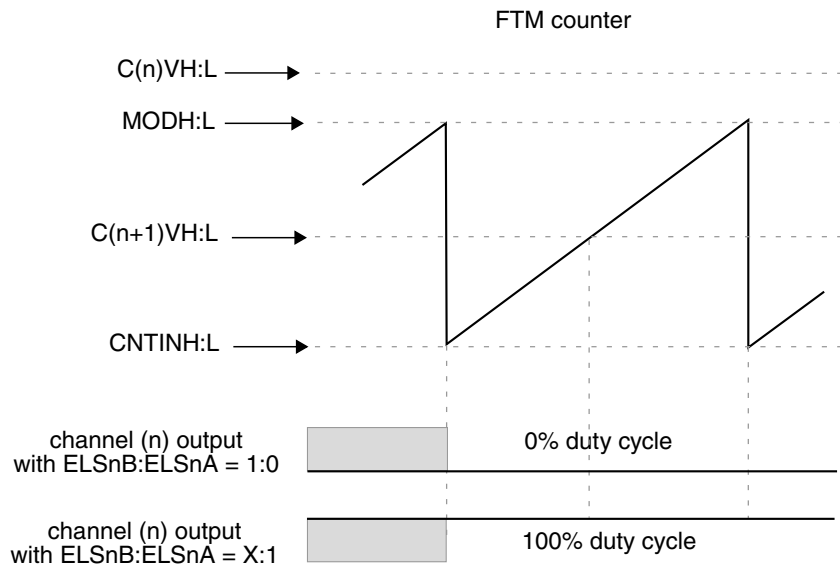 FTM counter
C(n)VH:L
MODH:L
C(n+1)VH:L
CNTINH:L
channel (n) output
with ELSnB:ELSnA = 1:0
0% duty cycle
channel (n) output
with ELSnB:ELSnA = X:1
100% duty cycle